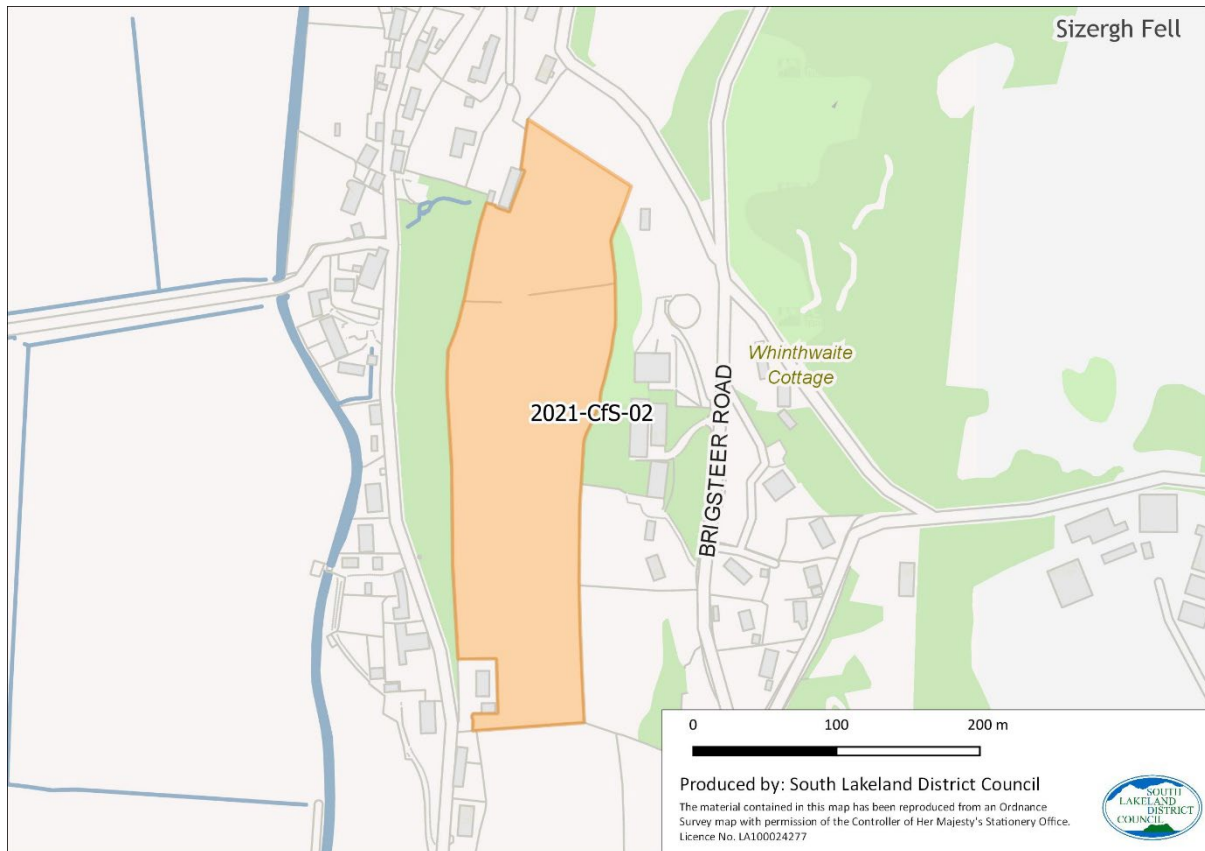 Sizergh Fell
Whinthwaite
Cottage
2021-CfS-02
BRIGSTEER ROAD
0 100 200 m
Produced by: South Lakeland District Council
The material contained in this map has been reproduced from an Ordnance
Survey map with permission of the Controller of Her Majesty's Stationery Office.
Licence No. LA100024277
SOUTH
LAKELAND
DISTRICT
COUNCIL